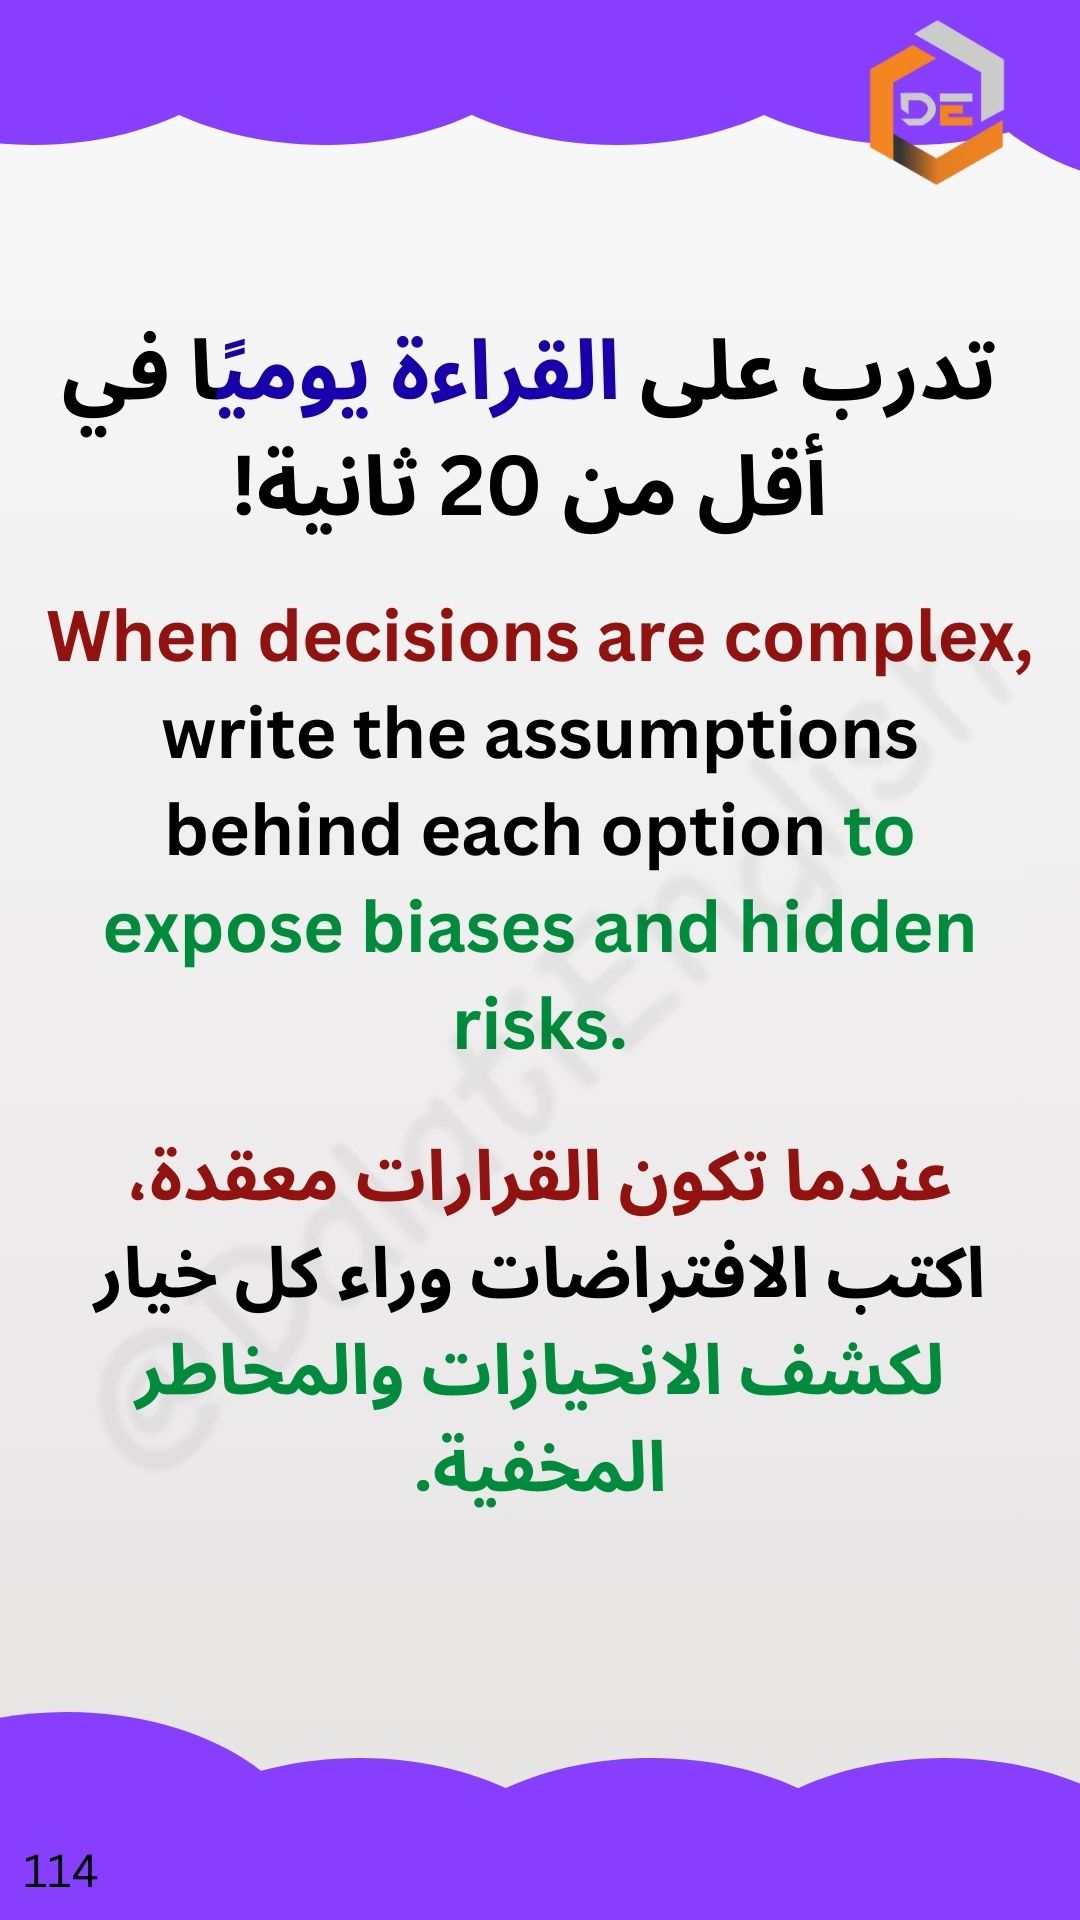 DE
تدرب على القراءة يوميًا في
أقل من 20 ثانية!
When decisions are complex,
write the assumptions
behind each option to
expose biases and hidden
risks.
عندما تكون القرارات معقدة،
اكتب الافتراضات وراء كل خيار
لكشف الانحيازات والمخاطر
المخفية.
@DalatiEnglish
114